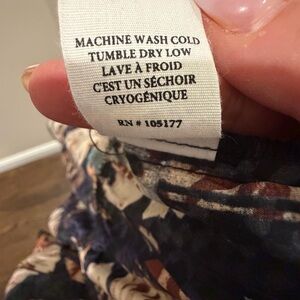 MACHINE WASH COLD
TUMBLE DRY LOW
LAVE À FROID
C'EST UN SÉCHOIR
CRYOGÉNIQUE
RN # 105177